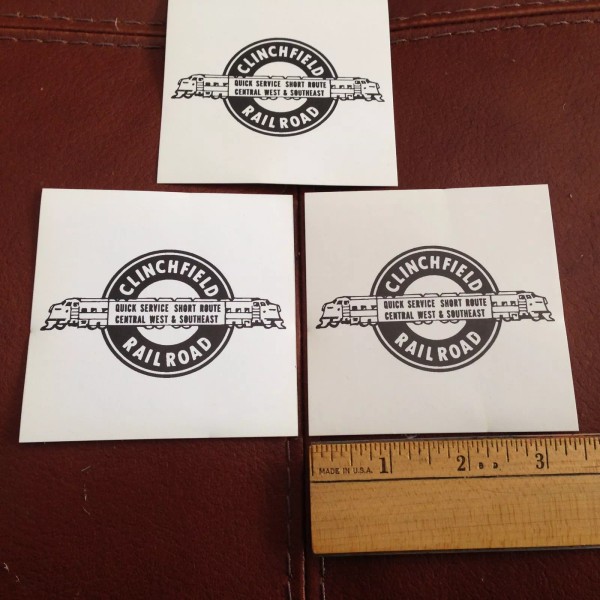 CLINCHFIELD
QUICK SERVICE SHORT ROUTE
CENTRAL WEST & SOUTHEAST
RAILROAD
CLINCHFIELD
QUICK SERVICE SHORT ROUTE
CENTRAL WEST & SOUTHEAST
RAILROAD
CLINCHFIELD
QUICK SERVICE SHORT ROUTE
CENTRAL WEST & SOUTHEAST
RAILROAD
MADE IN U.S.A. 1 2 B. D. 3